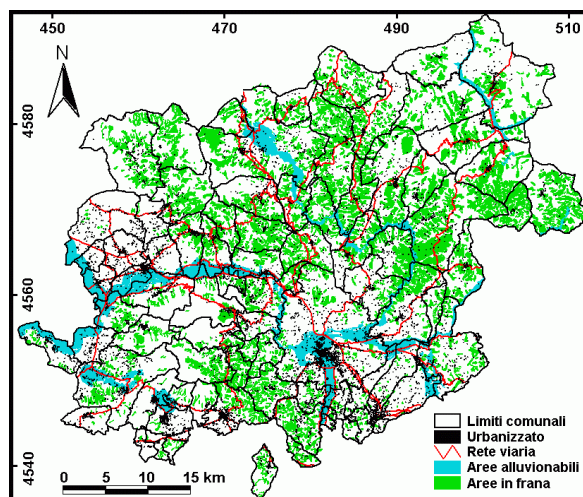 450 470 490 510
N
4580
4560
4540
0 5 10 15 km
Limiti comunali
Urbanizzato
Rete viaria
Aree alluvionabili
Aree in frana